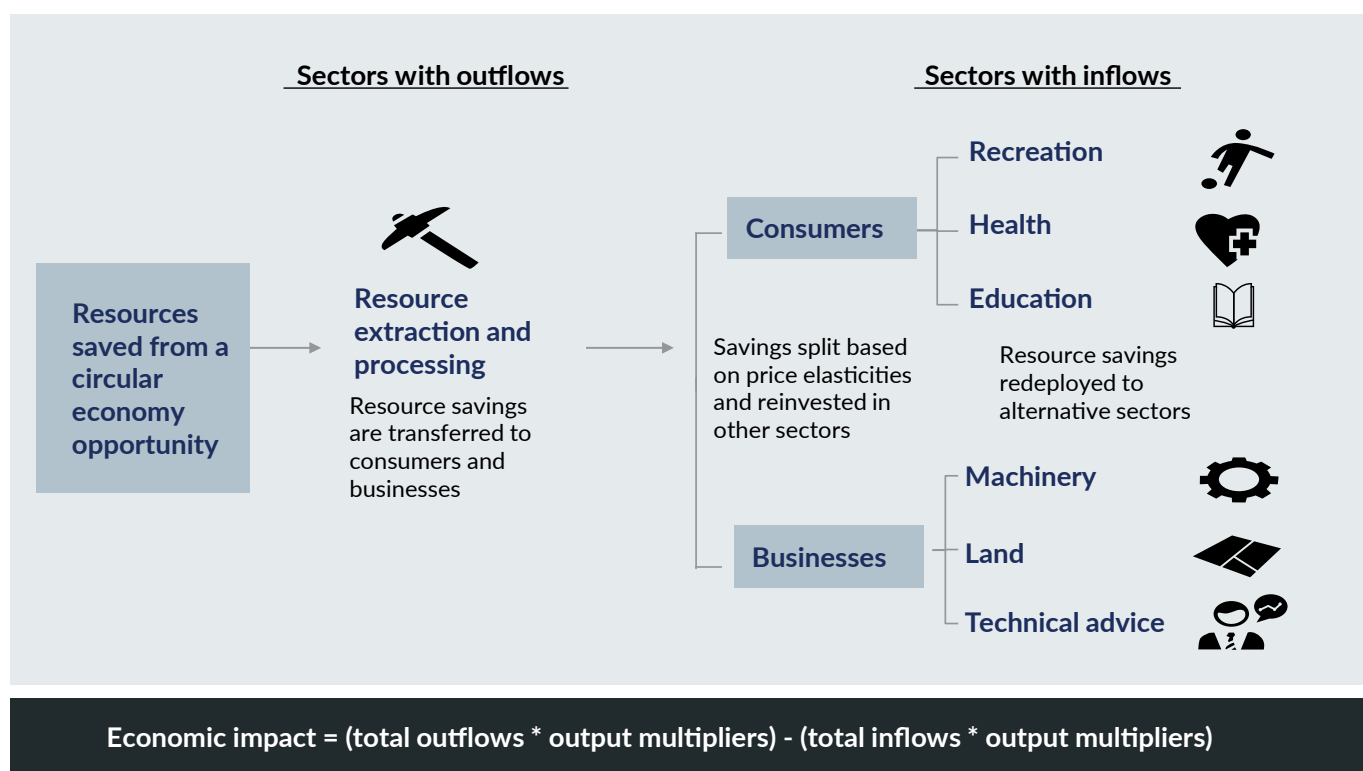 Sectors with outflows
Sectors with inflows
Resources
saved from a
circular
economy
opportunity
Resource
extraction and
processing
Resource savings
are transferred to
consumers and
businesses
Consumers
Savings split based
on price elasticities
and reinvested in
other sectors
Businesses
Recreation
Health
Education
Resource savings
redeployed to
alternative sectors
Machinery
Land
Technical advice
Economic impact = (total outflows * output multipliers) - (total inflows * output multipliers)